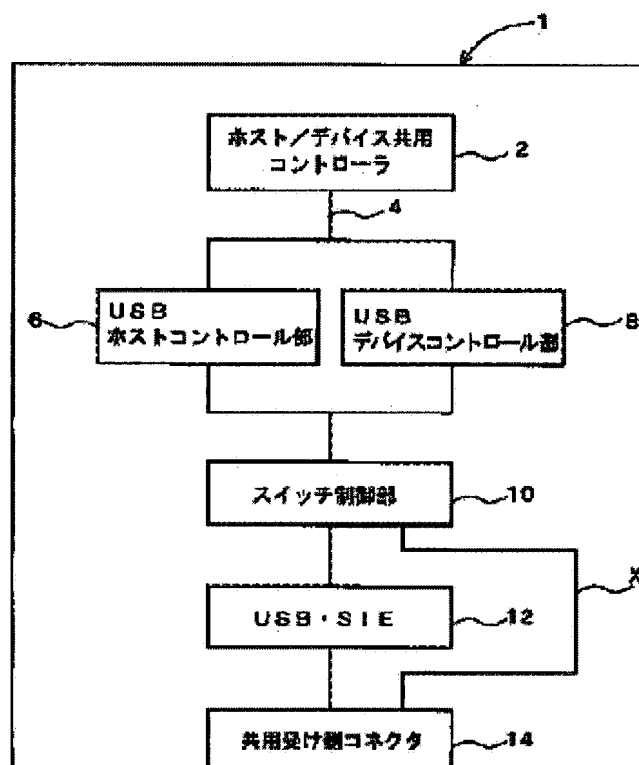 1
ホスト／デバイス共用
コントローラ
2
4
6
USB
ホストコントロール部
USB
デバイスコントロール部
8
スイッチ制御部
10
X
USB・SIE
12
共用受け側コネクタ
14